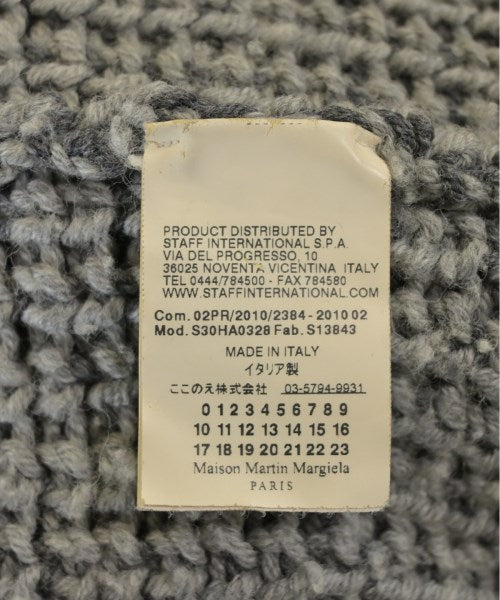 PRODUCT DISTRIBUTED BY
STAFF INTERNATIONAL S.P.A.
VIA DEL PROGRESSO, 10
36025 NOVENTA VICENTINA ITALY
TEL 0444/784500 - FAX 784580
WWW.STAFFINTERNATIONAL.COM
Com. 02PR/2010/2384 - 2010 02
Mod. S30HA0328 Fab. S13843
MADE IN ITALY
イタリア製
ここのえ株式会社 03-5794-9931
0 1 2 3 4 5 6 7 8 9
10 11 12 13 14 15 16
17 18 19 20 21 22 23
Maison Martin Margiela
PARIS